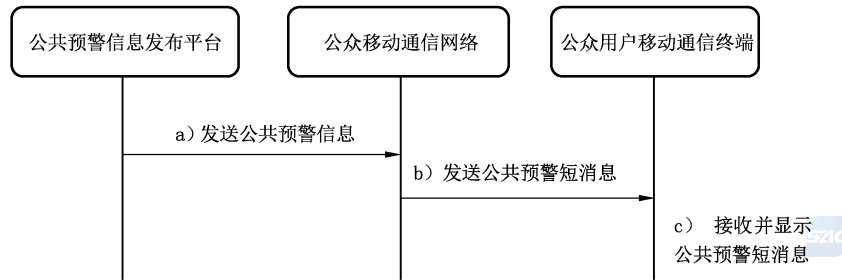 公共预警信息发布平台
公众移动通信网络
公众用户移动通信终端
a）发送公共预警信息
b）发送公共预警短消息
c） 接收并显示
公共预警短消息
SAC